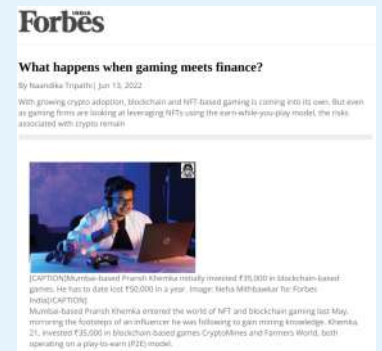 Forbes
INDIA
What happens when gaming meets finance?
By Naandika Tripathi| Jun 13, 2022
With growing crypto adoption, blockchain and NFT-based gaming is coming into its own. But even
as gaming firms are looking at leveraging NFTs using the earn-while-you-play model, the risks
associated with crypto remain
[CAPTION]Mumbai-based Pransh Khemka initially invested ₹35,000 in blockchain-based
games. He has to date lost ₹50,000 in a year. Image: Neha Mithbawkar for Forbes
India[/CAPTION]
Mumbai-based Pransh Khemka entered the world of NFT and blockchain gaming last May,
mirroring the footsteps of an influencer he was following to gain mining knowledge. Khemka,
21, invested ₹35,000 in blockchain-based games CryptoMines and Farmers World, both
operating on a play-to-earn (P2E) model.